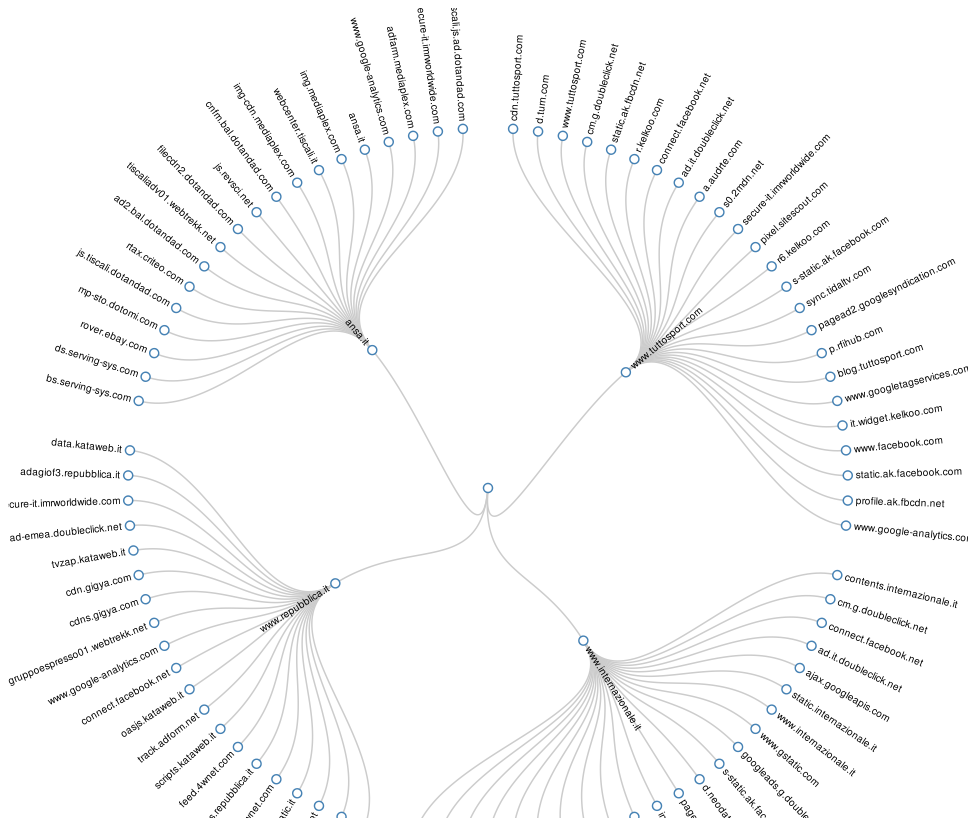 bs.serving-sys.com
ds.serving-sys.com
rover.ebay.com
mp-sto.dotomi.com
js.tiscali.dotandad.com
rtax.criteo.com
ad2.bal.dotandad.com
tiscaliadv01.webtrekk.net
filecdn2.dotandad.com
js.revsci.net
cnfm.bal.dotandad.com
img-cdn.mediaplex.com
webcenter.tiscali.it
img.mediaplex.com
ansa.it
www.google-analytics.com
adfarm.mediaplex.com
ecure-it.imrworldwide.com
scali.js.ad.dotandad.com
ansa.it
cdn.tuttosport.com
d.turn.com
www.tuttosport.com
cm.g.doubleclick.net
static.ak.fbcdn.net
r.kelkoo.com
connect.facebook.net
ad.it.doubleclick.net
a.audrte.com
s0.2mdn.net
secure-it.imrworldwide.com
pixel.sitescout.com
r6.kelkoo.com
s-static.ak.facebook.com
sync.tidaltv.com
pagead2.googlesyndication.com
p.rfihub.com
blog.tuttosport.com
www.googletagservices.com
it.widget.kelkoo.com
www.facebook.com
static.ak.facebook.com
profile.ak.fbcdn.net
www.google-analytics.co
www.tuttosport.com
data.kataweb.it
adagiof3.repubblica.it
cure-it.imrworldwide.com
ad-emea.doubleclick.net
tvzap.kataweb.it
cdn.gigya.com
cdns.gigya.com
gruppoespresso01.webtrekk.net
www.google-analytics.com
connect.facebook.net
oasjs.kataweb.it
track.adform.net
scripts.kataweb.it
feed.4wnet.com
s.repubblica.it
wnet.com
atic.it
et
www.repubblica.it
contents.internazionale.it
cm.g.doubleclick.net
connect.facebook.net
ad.it.doubleclick.net
ajax.googleapis.com
static.internazionale.it
www.internazionale.it
www.gstatic.com
googleads.g.double
s-static.ak.fac
d.neodat
page
in
www.internazionale.it